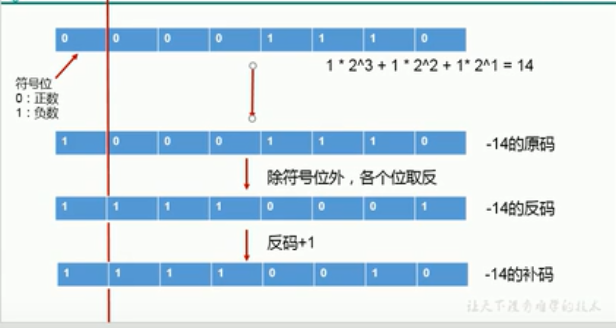 0 0 0 0 1 1 1 0
符号位
0：正数
1：负数
1 * 2^3 + 1 * 2^2 + 1* 2^1 = 14
1 0 0 0 1 1 1 0 -14的原码
除符号位外，各个位取反
1 1 1 1 0 0 0 1 -14的反码
反码+1
1 1 1 1 0 0 1 0 -14的补码
让天下没有难学的技术